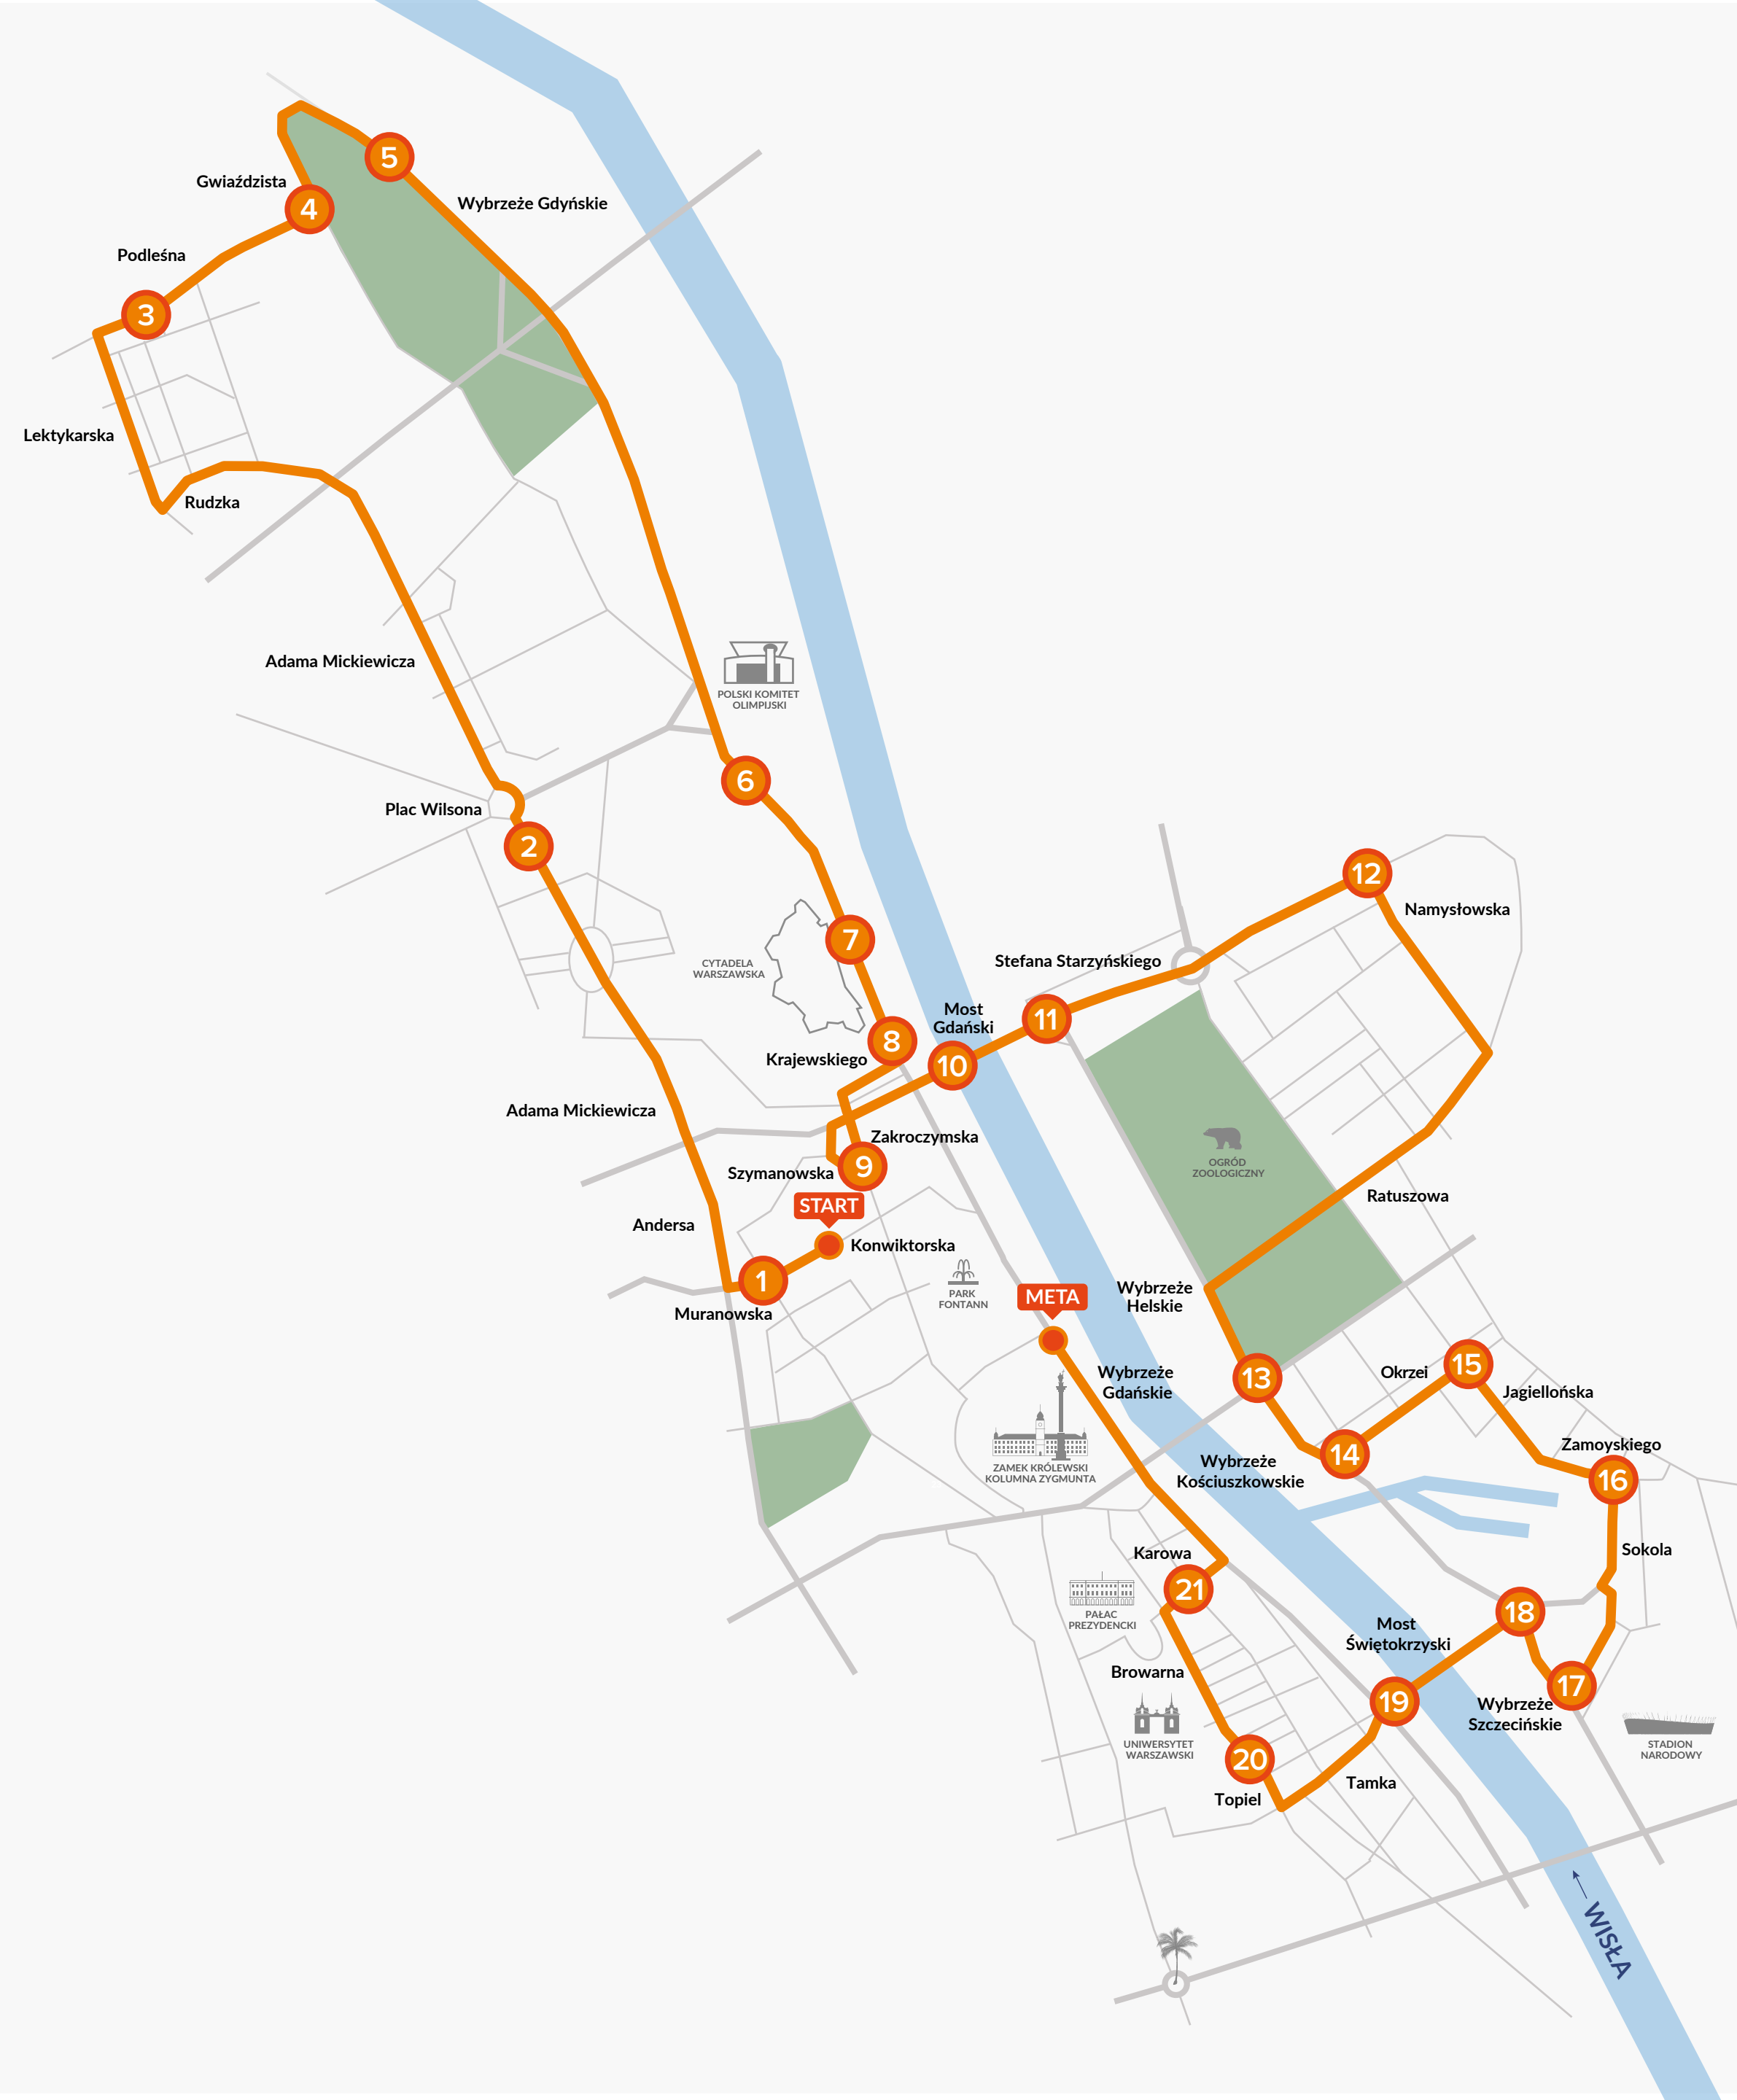 5
Gwiaździsta
4
Wybrzeże Gdyńskie
Podleśna
3
Lektykarska
Rudzka
Adama Mickiewicza
POLSKI KOMITET
OLIMPIJSKI
6
Plac Wilsona
2
12
Namysłowska
7
CYTADELA
WARSZAWSKA
Stefana Starzyńskiego
Most
Gdański
11
8
Krajewskiego
10
Adama Mickiewicza
Zakroczymska
Szymanowska
9
OGRÓD
ZOOLOGICZNY
START
Ratuszowa
Andersa
Konwiktorska
1
Muranowska
PARK
FONTANN
META
Wybrzeże
Helskie
Wybrzeże
Gdańskie
13
Okrzei
15
Jagiellońska
Zamoyskiego
14
16
ZAMEK KRÓLEWSKI
KOLUMNA ZYGMUNTA
Wybrzeże
Kościuszkowskie
Karowa
Sokola
21
PAŁAC
PREZYDENCKI
18
Most
Świętokrzyski
Browarna
17
19
Wybrzeże
Szczecińskie
UNIWERSYTET
WARSZAWSKI
STADION
NARODOWY
20
Topiel
Tamka
← WISŁA